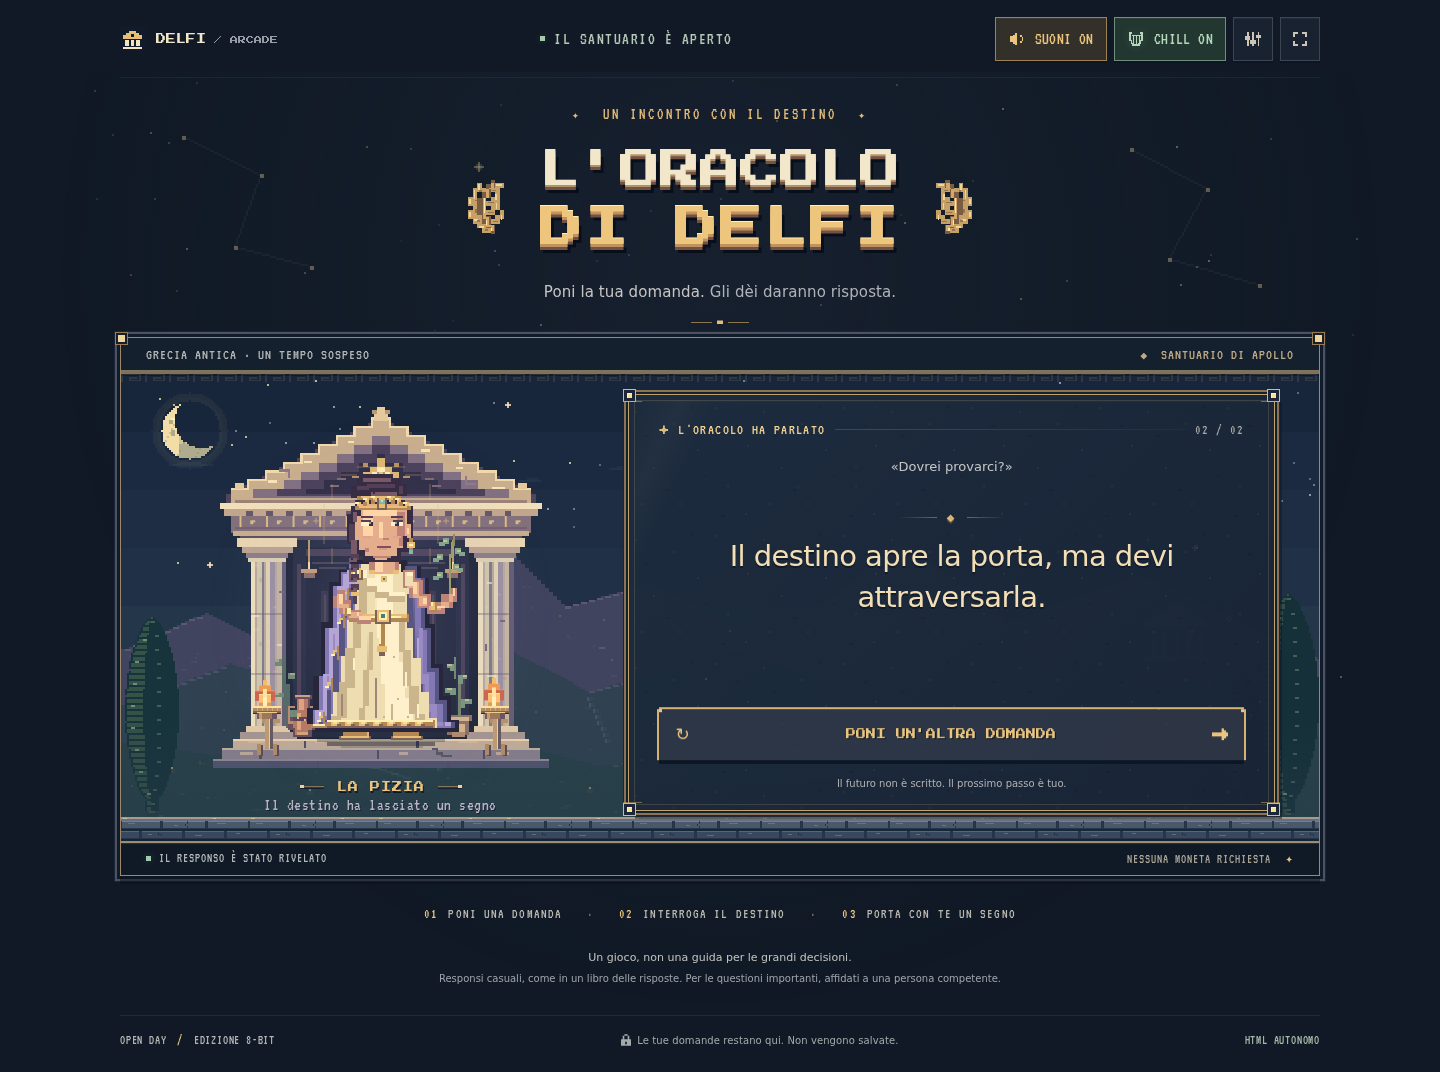 DELFI / ARCADE
IL SANTUARIO È APERTO
SUONI ON
CHILL ON
UN INCONTRO CON IL DESTINO
L'ORACOLO
DI DELFI
Poni la tua domanda. Gli dèi daranno risposta.
GRECIA ANTICA · UN TEMPO SOSPESO
SANTUARIO DI APOLLO
L'ORACOLO HA PARLATO
02 / 02
«Dovrei provarci?»
Il destino apre la porta, ma devi
attraversarla.
PONI UN'ALTRA DOMANDA
Il futuro non è scritto. Il prossimo passo è tuo.
LA PIZIA
Il destino ha lasciato un segno
IL RESPONSO È STATO RIVELATO
NESSUNA MONETA RICHIESTA
01 PONI UNA DOMANDA · 02 INTERROGA IL DESTINO · 03 PORTA CON TE UN SEGNO
Un gioco, non una guida per le grandi decisioni.
Responsi casuali, come in un libro delle risposte. Per le questioni importanti, affidati a una persona competente.
OPEN DAY / EDIZIONE 8-BIT
Le tue domande restano qui. Non vengono salvate.
HTML AUTONOMO